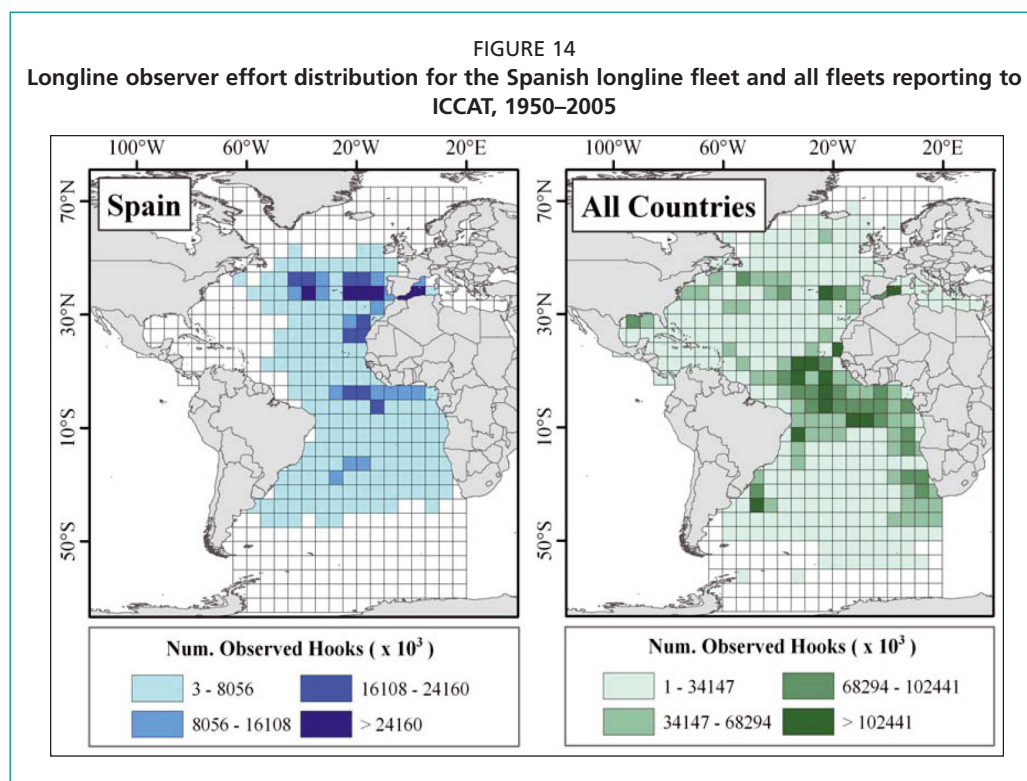 FIGURE 14
Longline observer effort distribution for the Spanish longline fleet and all fleets reporting to
ICCAT, 1950–2005
100°W 60°W 20°W 20°E
70°N
30°N
10°S
50°S
Spain
Num. Observed Hooks ( x 10³ )
3 - 8056
16108 - 24160
8056 - 16108
> 24160
100°W 60°W 20°W 20°E
70°N
30°N
10°S
50°S
All Countries
Num. Observed Hooks ( x 10³ )
1 - 34147
68294 - 102441
34147 - 68294
> 102441